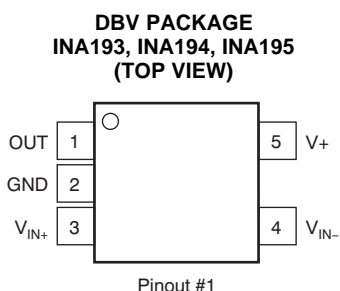 DBV PACKAGE
INA193, INA194, INA195
(TOP VIEW)
OUT 1 5 V+
GND 2
VIN+ 3 4 VIN−
Pinout #1